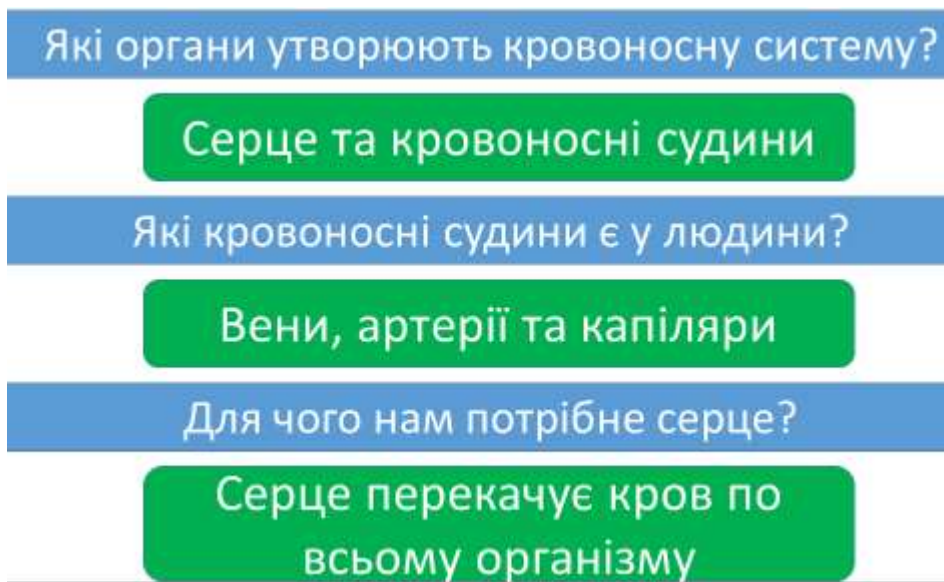 Які органи утворюють кровоносну систему?
Серце та кровоносні судини
Які кровоносні судини є у людини?
Вени, артерії та капіляри
Для чого нам потрібне серце?
Серце перекачує кров по
всьому організму